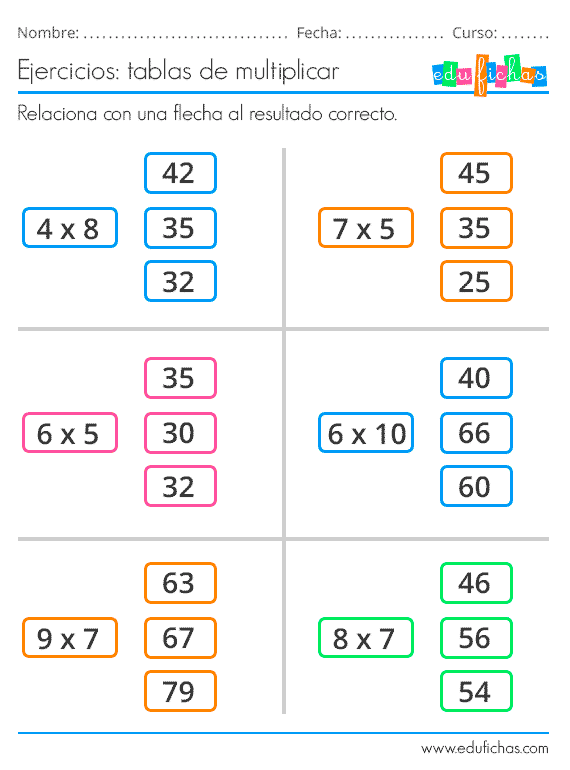 Nombre: ................................ Fecha: ................ Curso: ........
Ejercicios: tablas de multiplicar
edufichas
Relaciona con una flecha al resultado correcto.
4 x 8
42
35
32
7 x 5
45
35
25
6 x 5
35
30
32
6 x 10
40
66
60
9 x 7
63
67
79
8 x 7
46
56
54
www.edufichas.com